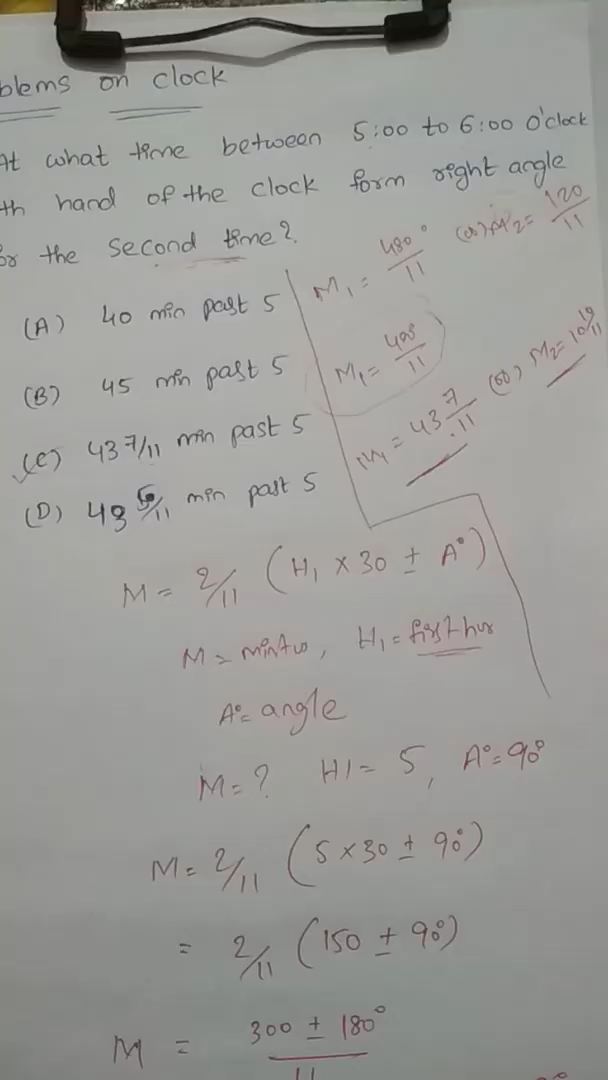 blems on clock
At what time between 5:00 to 6:00 O'clock
th hand of the clock form right angle
or the second time?
(A) 40 min past 5
(B) 45 min past 5
(C) 43 7/11 min past 5
(D) 43 5/11 min past 5
M1 = 480°/11 (or) M2 = 120/11
M1 = 480/11
M1 = 43 7/11 (or) M2 = 10 10/11
M = 2/11 (H1 × 30 ± A°)
M = , H1 = first hour
A° = angle
M = ? H1 = 5, A° = 90°
M = 2/11 (5 × 30 ± 90°)
= 2/11 (150 ± 90°)
M = 300 ± 180°/11